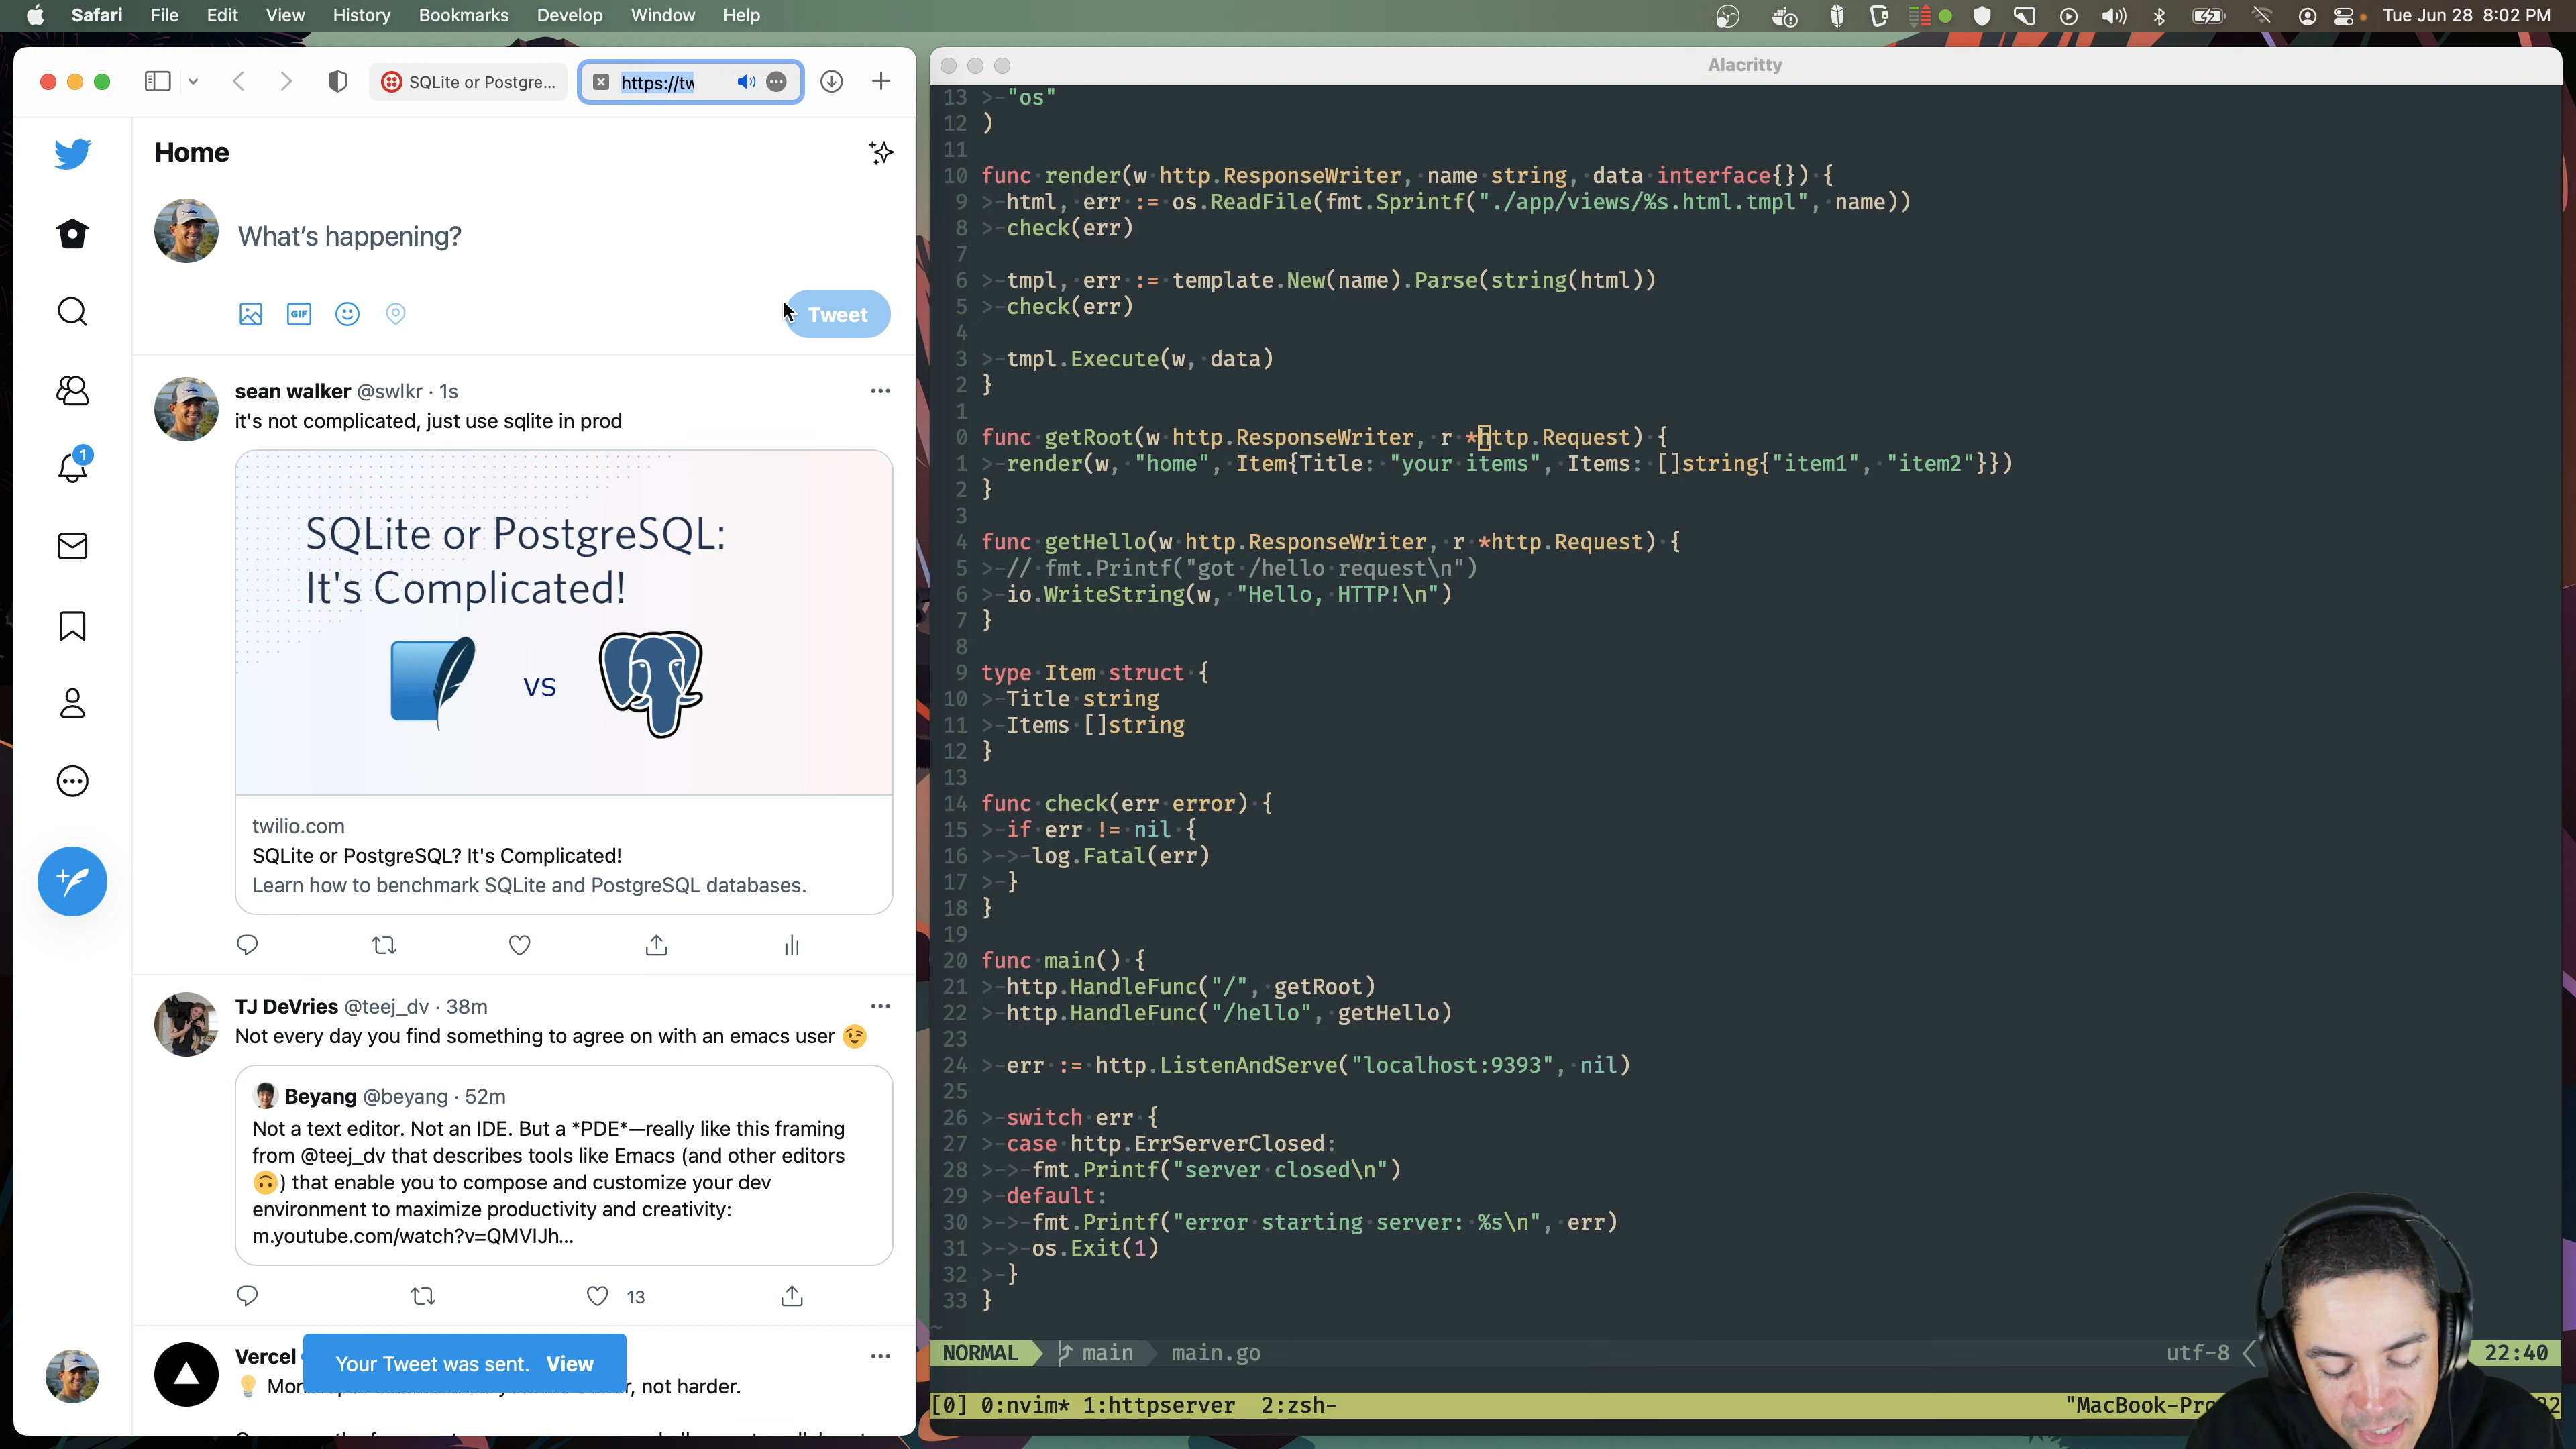 Safari File Edit View History Bookmarks Develop Window Help
Tue Jun 28 8:02 PM
SQLite or Postgre...
https://tw
Home
What's happening?
GIF
Tweet
sean walker @swlkr · 1s
it's not complicated, just use sqlite in prod
SQLite or PostgreSQL:
It's Complicated!
vs
twilio.com
SQLite or PostgreSQL? It's Complicated!
Learn how to benchmark SQLite and PostgreSQL databases.
1
TJ DeVries @teej_dv · 38m
Not every day you find something to agree on with an emacs user 😉
Beyang @beyang · 52m
Not a text editor. Not an IDE. But a *PDE*—really like this framing
from @teej_dv that describes tools like Emacs (and other editors
🙃) that enable you to compose and customize your dev
environment to maximize productivity and creativity:
m.youtube.com/watch?v=QMVIJh...
13
Vercel
Your Tweet was sent. View
not harder.
Alacritty
13 >-"os"
12 )
11
10 func·render(w·http.ResponseWriter,·name·string,·data·interface{})·{
9 >-html,·err·:=·os.ReadFile(fmt.Sprintf("./app/views/%s.html.tmpl",·name))
8 >-check(err)
7
6 >-tmpl,·err·:=·template.New(name).Parse(string(html))
5 >-check(err)
4
3 >-tmpl.Execute(w,·data)
2 }
1
0 func·getRoot(w·http.ResponseWriter,·r·*http.Request)·{
1 >-render(w,·"home",·Item{Title:·"your·items",·Items:·[]string{"item1",·"item2"}})
2 }
3
4 func·getHello(w·http.ResponseWriter,·r·*http.Request)·{
5 >-//·fmt.Printf("got·/hello·request\n")
6 >-io.WriteString(w,·"Hello,·HTTP!\n")
7 }
8
9 type·Item·struct·{
10 >-Title·string
11 >-Items·[]string
12 }
13
14 func·check(err·error)·{
15 >-if·err·!=·nil·{
16 >->-log.Fatal(err)
17 >-}
18 }
19
20 func·main()·{
21 >-http.HandleFunc("/",·getRoot)
22 >-http.HandleFunc("/hello",·getHello)
23
24 >-err·:=·http.ListenAndServe("localhost:9393",·nil)
25
26 >-switch·err·{
27 >-case·http.ErrServerClosed:
28 >->-fmt.Printf("server·closed\n")
29 >-default:
30 >->-fmt.Printf("error·starting·server:·%s\n",·err)
31 >->-os.Exit(1)
32 >-}
33 }
~
NORMAL main main.go utf-8 22:40
[0] 0:nvim* 1:httpserver 2:zsh- "MacBook-Pro